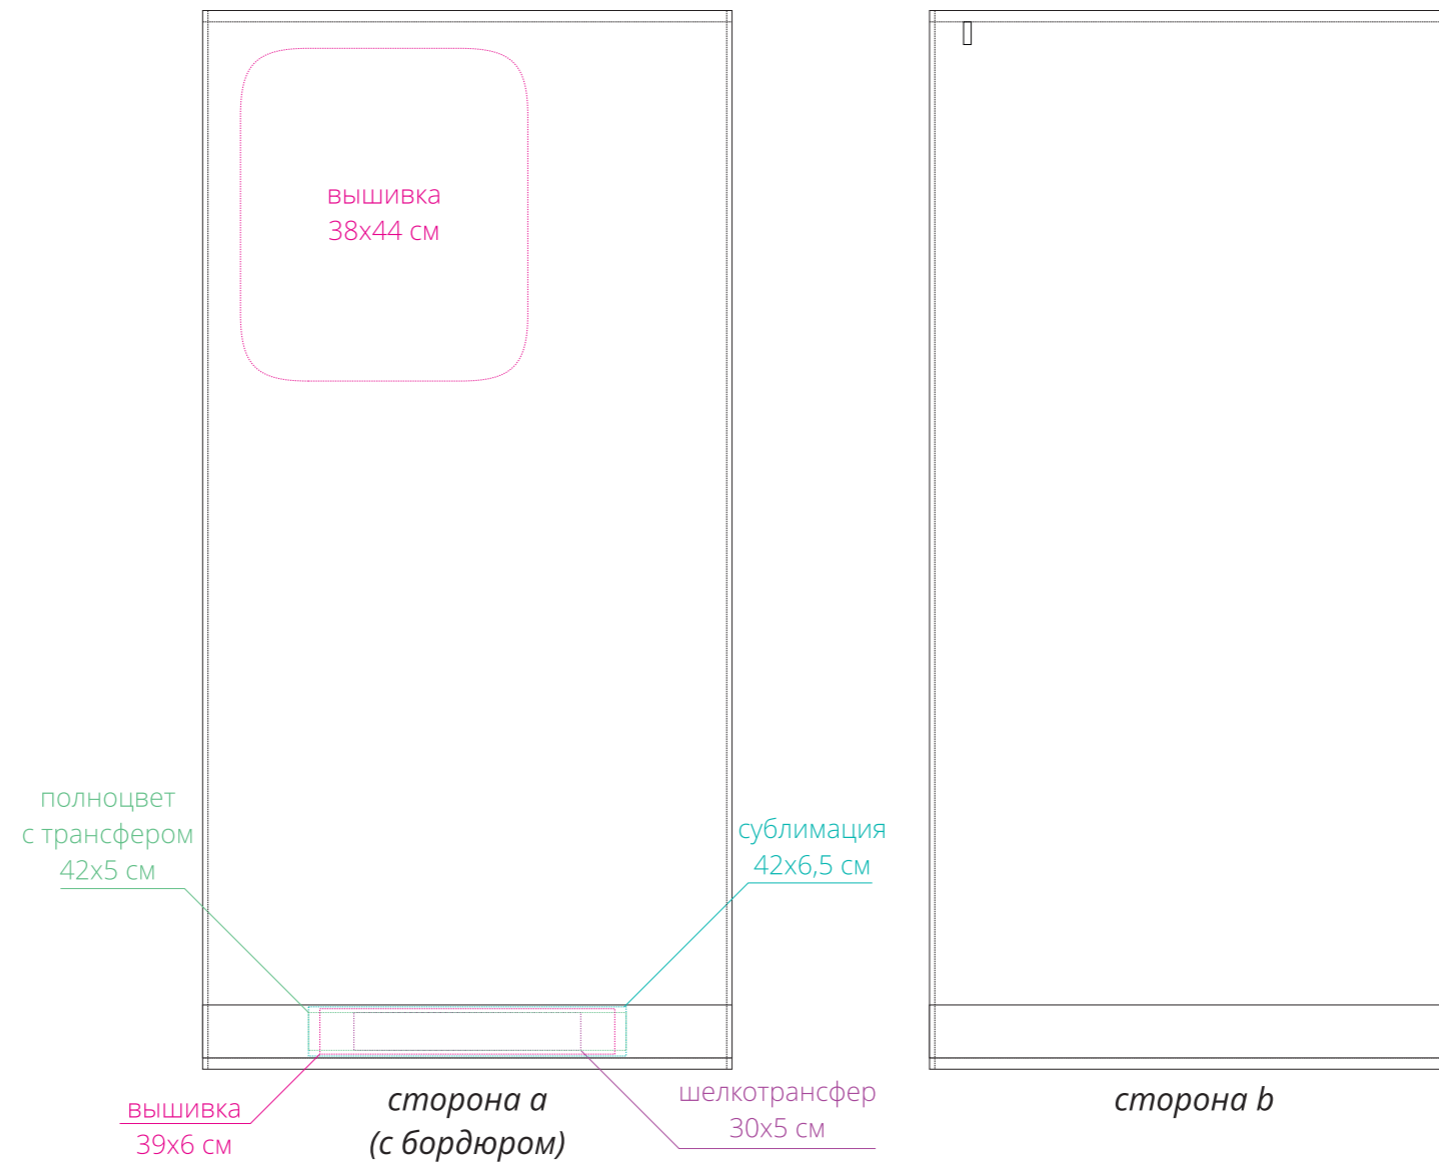 вышивка
38х44 см
полноцвет
с трансфером
42х5 см
сублимация
42х6,5 см
вышивка
39х6 см
сторона a
(с бордюром)
шелкотрансфер
30х5 см
сторона b